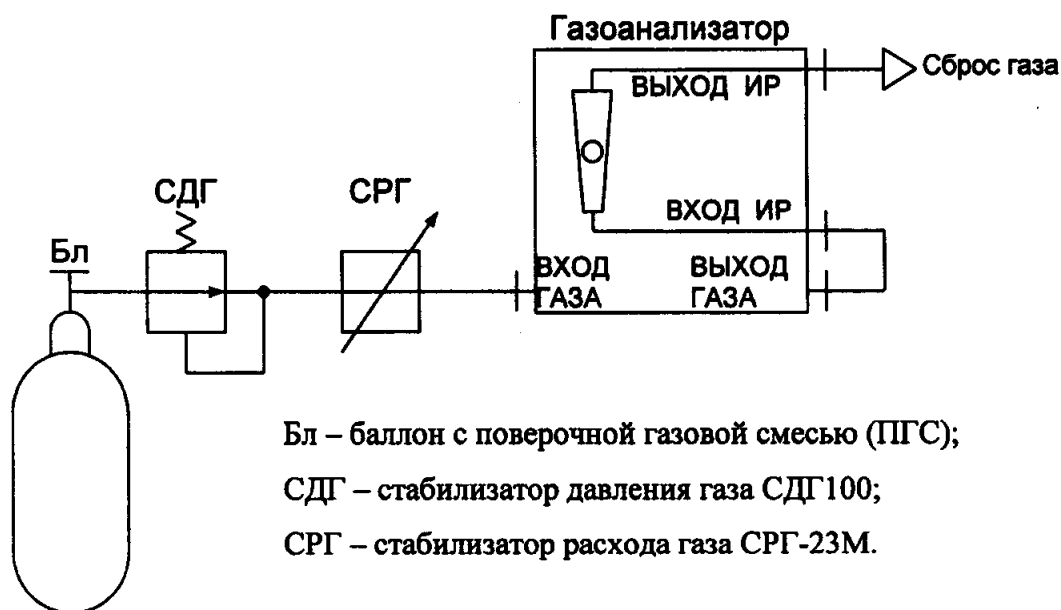 Газоанализатор
Сброс газа
ВЫХОД ИР
СДГ
СРГ
ВХОД ИР
Бл
ВХОД
ГАЗА
ВЫХОД
ГАЗА
Бл – баллон с поверочной газовой смесью (ПГС);
СДГ – стабилизатор давления газа СДГ100;
СРГ – стабилизатор расхода газа СРГ-23М.